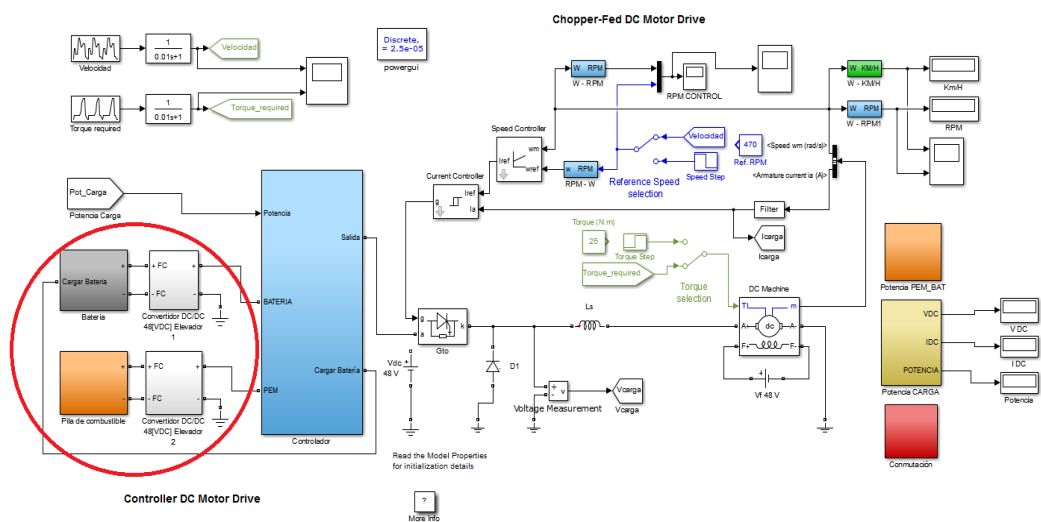 Chopper-Fed DC Motor Drive
Velocidad
1
0.01s+1
Velocidad
Discrete,
= 2.5e-05
powergui
Torque required
1
0.01s+1
Torque_required
W RPM
W - RPM
RPM CONTROL
W KM/H
W - KM/H
Km/H
W RPM
W - RPM1
RPM
Speed Controller
Iref
wm
wref
w RPM
RPM - W
Velocidad
Speed Step
470
Ref. RPM
Reference Speed
selection
<Speed wm (rad/s)>
<Armature current ia (A)>
Current Controller
g
Iref
Ia
Filter
Icarga
Icarga
Pot_Carga
Potencia Carga
Potencia
Salida
BATERIA
Cargar Batería
PEM
Controlador
Cargar Bateria
+
-
Bateria
+ FC
- FC
+
-
Convertidor DC/DC
48[VDC] Elevador
1
+
-
Pila de combustible
+ FC
- FC
+
-
Convertidor DC/DC
48[VDC] Elevador
2
Torque (N.m)
25
Torque Step
Torque_required
Torque
selection
g
a
k
Gto
Vdc
48 V
+
D1
Ls
+
-
v
Voltage Measurement
Vcarga
Vcarga
DC Machine
TL
m
A+
dc
A-
F+
F-
+
Vf 48 V
Potencia PEM_BAT
VDC
IDC
POTENCIA
Potencia CARGA
V DC
I DC
Potencia
Conmutación
Read the Model Properties
for initialization details
?
More Info
Controller DC Motor Drive